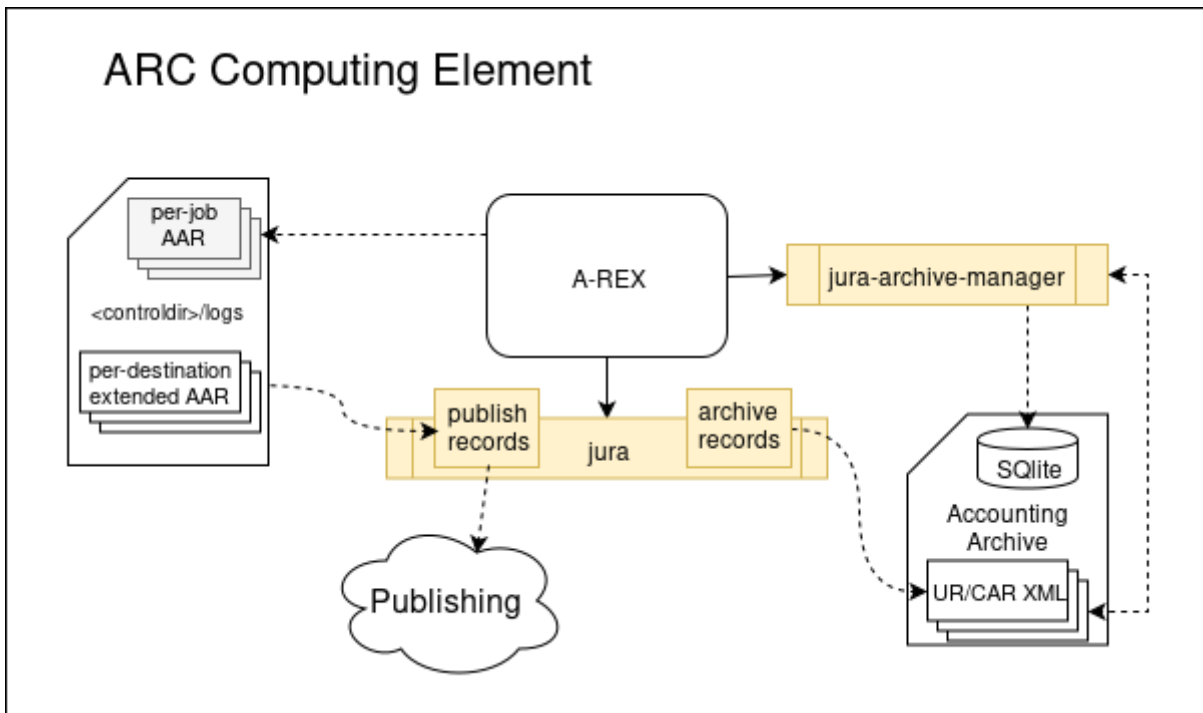 ARC Computing Element
per-job
AAR
<controldir>/logs
per-destination
extended AAR
A-REX
jura-archive-manager
publish
records
jura
archive
records
Publishing
SQlite
Accounting
Archive
UR/CAR XML